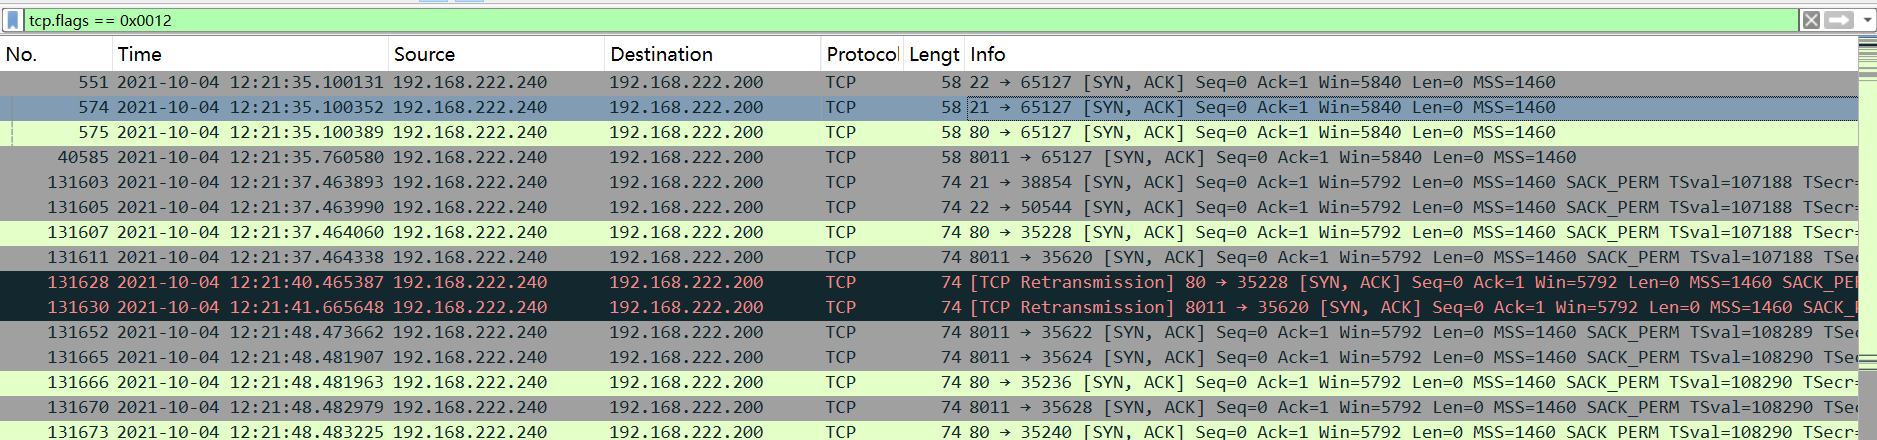 tcp.flags == 0x0012
No. Time Source Destination Protocol Lengt Info
551 2021-10-04 12:21:35.100131 192.168.222.240 192.168.222.200 TCP 58 22 → 65127 [SYN, ACK] Seq=0 Ack=1 Win=5840 Len=0 MSS=1460
574 2021-10-04 12:21:35.100352 192.168.222.240 192.168.222.200 TCP 58 21 → 65127 [SYN, ACK] Seq=0 Ack=1 Win=5840 Len=0 MSS=1460
575 2021-10-04 12:21:35.100389 192.168.222.240 192.168.222.200 TCP 58 80 → 65127 [SYN, ACK] Seq=0 Ack=1 Win=5840 Len=0 MSS=1460
40585 2021-10-04 12:21:35.760580 192.168.222.240 192.168.222.200 TCP 58 8011 → 65127 [SYN, ACK] Seq=0 Ack=1 Win=5840 Len=0 MSS=1460
131603 2021-10-04 12:21:37.463893 192.168.222.240 192.168.222.200 TCP 74 21 → 38854 [SYN, ACK] Seq=0 Ack=1 Win=5792 Len=0 MSS=1460 SACK_PERM TSval=107188 TSecr=
131605 2021-10-04 12:21:37.463990 192.168.222.240 192.168.222.200 TCP 74 22 → 50544 [SYN, ACK] Seq=0 Ack=1 Win=5792 Len=0 MSS=1460 SACK_PERM TSval=107188 TSecr=
131607 2021-10-04 12:21:37.464060 192.168.222.240 192.168.222.200 TCP 74 80 → 35228 [SYN, ACK] Seq=0 Ack=1 Win=5792 Len=0 MSS=1460 SACK_PERM TSval=107188 TSecr=
131611 2021-10-04 12:21:37.464338 192.168.222.240 192.168.222.200 TCP 74 8011 → 35620 [SYN, ACK] Seq=0 Ack=1 Win=5792 Len=0 MSS=1460 SACK_PERM TSval=107188 TSec
131628 2021-10-04 12:21:40.465387 192.168.222.240 192.168.222.200 TCP 74 [TCP Retransmission] 80 → 35228 [SYN, ACK] Seq=0 Ack=1 Win=5792 Len=0 MSS=1460 SACK_PE
131630 2021-10-04 12:21:41.665648 192.168.222.240 192.168.222.200 TCP 74 [TCP Retransmission] 8011 → 35620 [SYN, ACK] Seq=0 Ack=1 Win=5792 Len=0 MSS=1460 SACK_
131652 2021-10-04 12:21:48.473662 192.168.222.240 192.168.222.200 TCP 74 8011 → 35622 [SYN, ACK] Seq=0 Ack=1 Win=5792 Len=0 MSS=1460 SACK_PERM TSval=108289 TSec
131665 2021-10-04 12:21:48.481907 192.168.222.240 192.168.222.200 TCP 74 8011 → 35624 [SYN, ACK] Seq=0 Ack=1 Win=5792 Len=0 MSS=1460 SACK_PERM TSval=108290 TSec
131666 2021-10-04 12:21:48.481963 192.168.222.240 192.168.222.200 TCP 74 80 → 35236 [SYN, ACK] Seq=0 Ack=1 Win=5792 Len=0 MSS=1460 SACK_PERM TSval=108290 TSecr=
131670 2021-10-04 12:21:48.482979 192.168.222.240 192.168.222.200 TCP 74 8011 → 35628 [SYN, ACK] Seq=0 Ack=1 Win=5792 Len=0 MSS=1460 SACK_PERM TSval=108290 TSec
131673 2021-10-04 12:21:48.483225 192.168.222.240 192.168.222.200 TCP 74 80 → 35240 [SYN, ACK] Seq=0 Ack=1 Win=5792 Len=0 MSS=1460 SACK_PERM TSval=108290 TSecr=